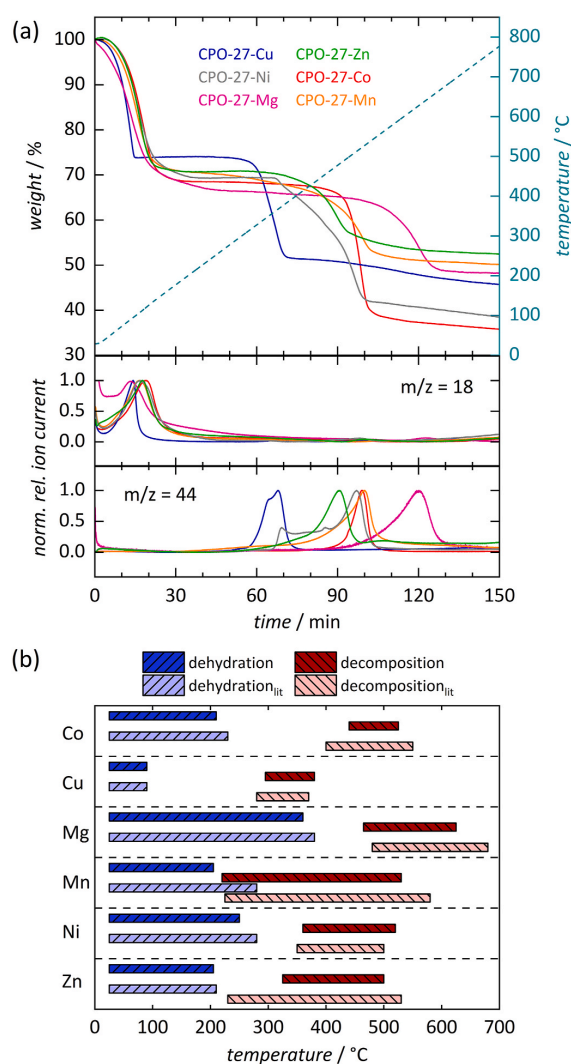 (a)
CPO-27-Cu CPO-27-Zn
CPO-27-Ni CPO-27-Co
CPO-27-Mg CPO-27-Mn
weight / %
100
90
80
70
60
50
40
30
temperature / °C
800
700
600
500
400
300
200
100
0
norm. rel. ion current
m/z = 18
1.0
0.5
0.0
m/z = 44
1.0
0.5
0.0
0 30 60 90 120 150
time / min
(b)
dehydration decomposition
dehydration_lit decomposition_lit
Co
Cu
Mg
Mn
Ni
Zn
0 100 200 300 400 500 600 700
temperature / °C